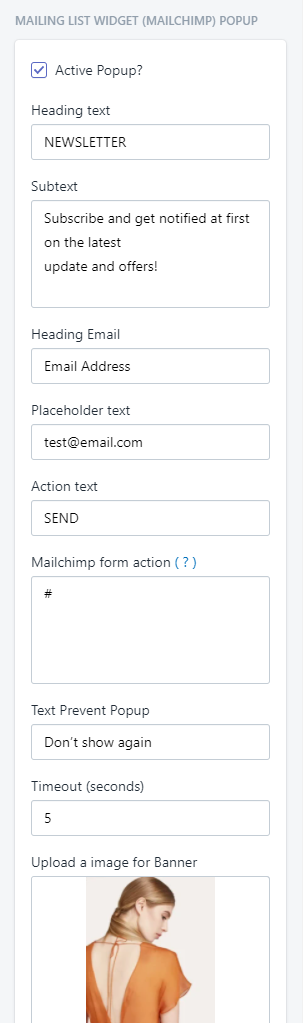 MAILING LIST WIDGET (MAILCHIMP) POPUP
Active Popup?
Heading text
NEWSLETTER
Subtext
Subscribe and get notified at first
on the latest
update and offers!
Heading Email
Email Address
Placeholder text
test@email.com
Action text
SEND
Mailchimp form action ( ? )
#
Text Prevent Popup
Don’t show again
Timeout (seconds)
5
Upload a image for Banner